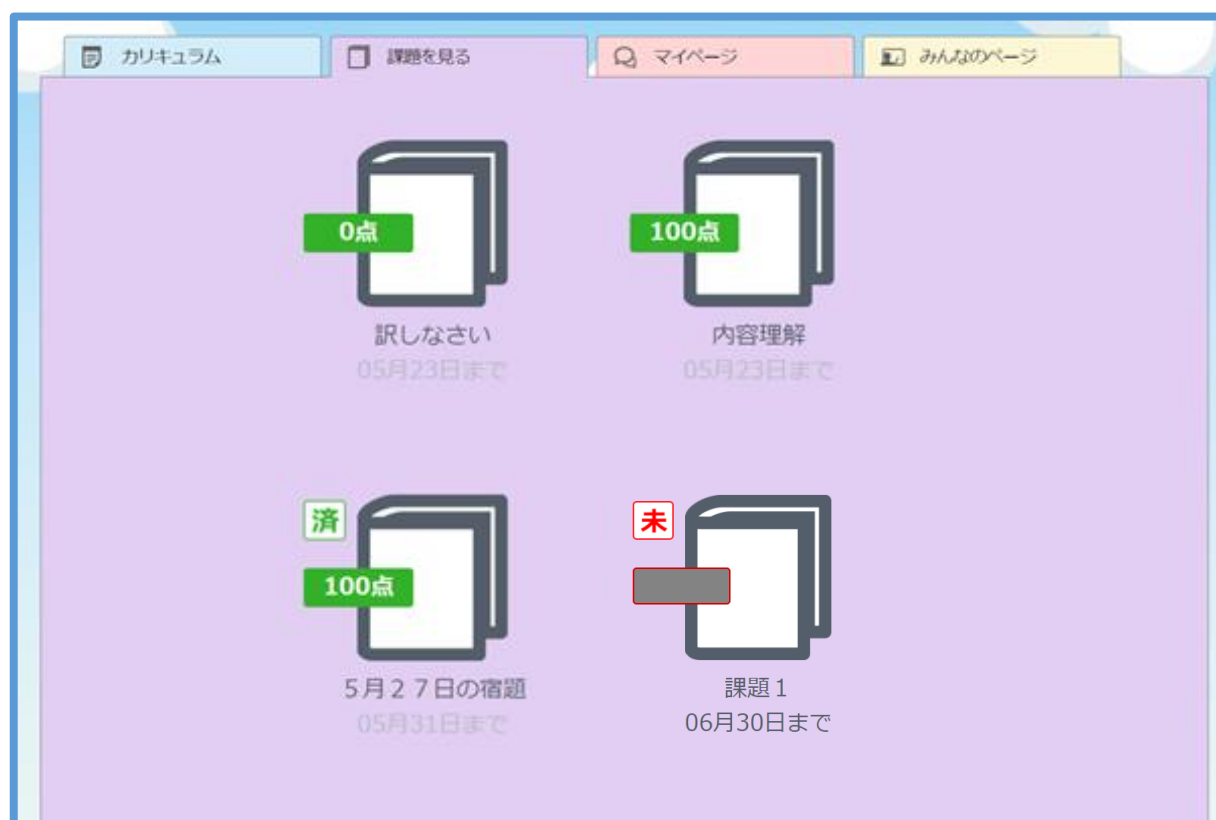 カリキュラム
課題を見る
マイページ
みんなのページ
0点
100点
訳しなさい
内容理解
05月23日まで
05月23日まで
済
未
100点
5月27日の宿題
課題1
05月31日まで
06月30日まで